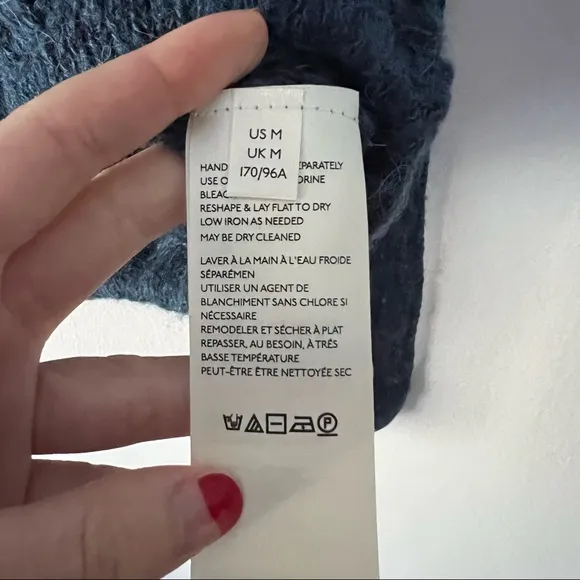 US M
UK M
170/96A
HAND EPARATELY
USE O ORINE
BLEAC
RESHAPE & LAY FLAT TO DRY
LOW IRON AS NEEDED
MAY BE DRY CLEANED
LAVER À LA MAIN À L'EAU FROIDE
SÉPARÉMEN
UTILISER UN AGENT DE
BLANCHIMENT SANS CHLORE SI
NÉCESSAIRE
REMODELER ET SÉCHER À PLAT
REPASSER, AU BESOIN, À TRÈS
BASSE TEMPÉRATURE
PEUT-ÊTRE ÊTRE NETTOYÉE SEC
P